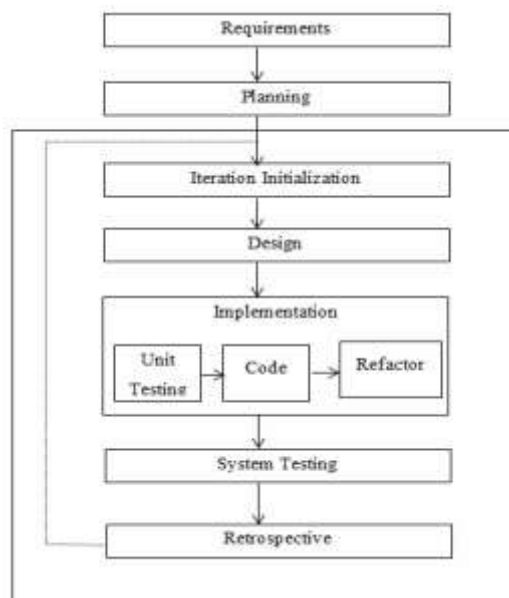 Requirements
Planning
Iteration Initialization
Design
Implementation
Unit
Testing
Code
Refactor
System Testing
Retrospective